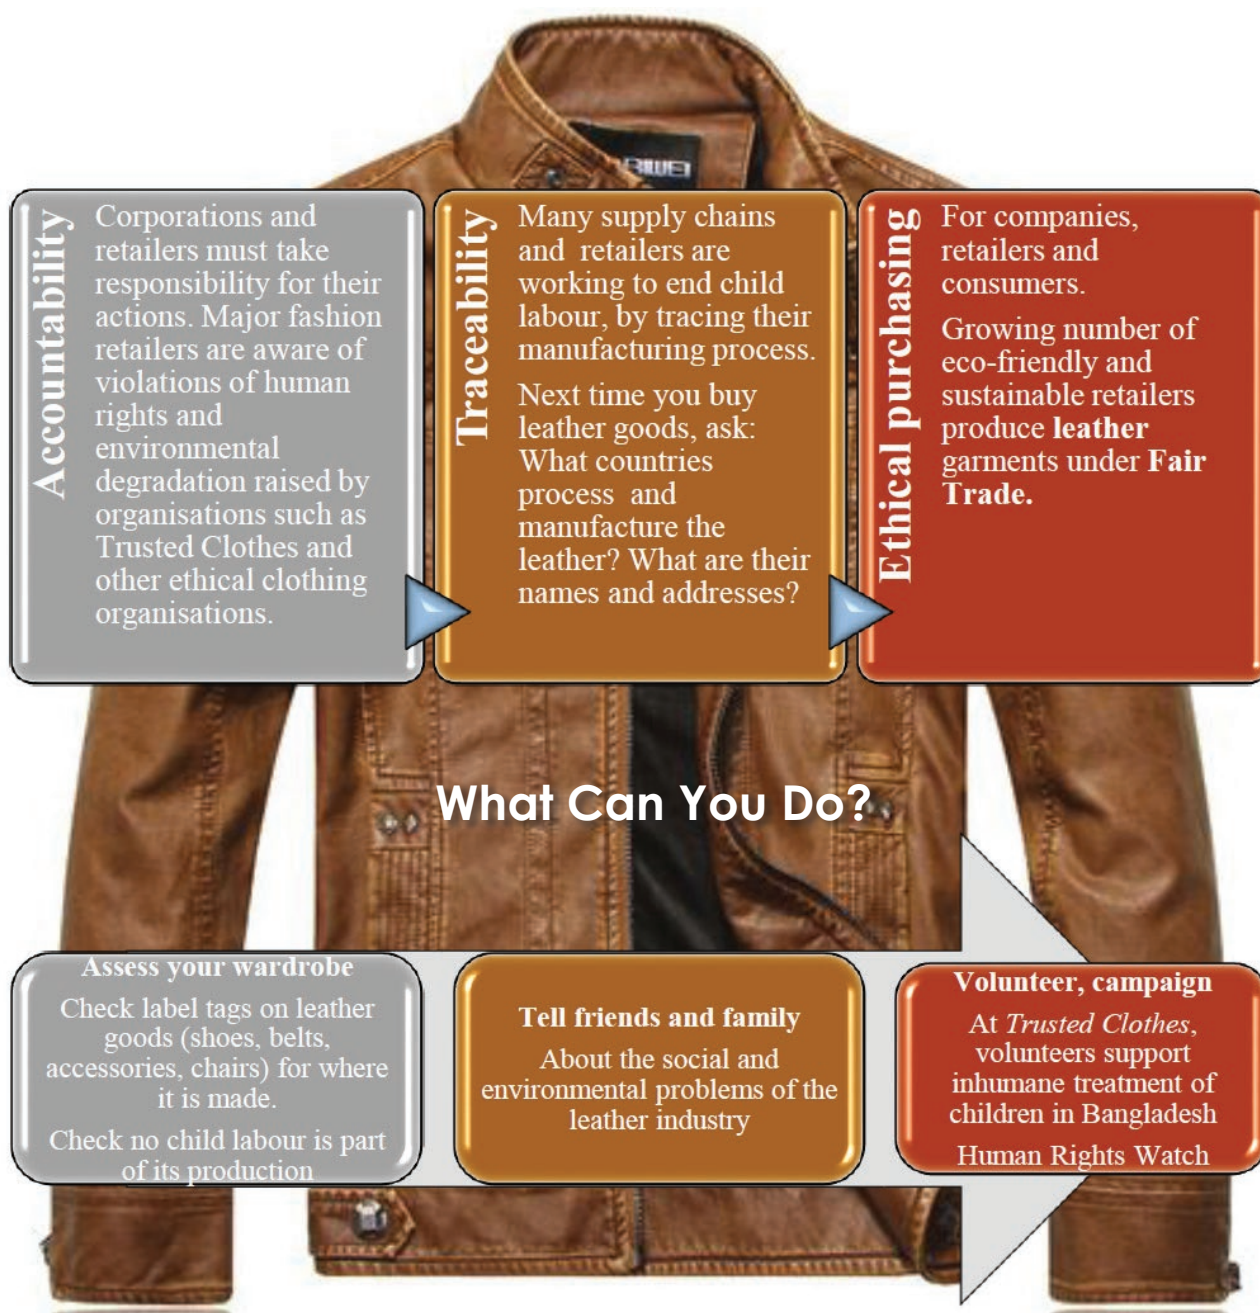 Accountability
Corporations and
retailers must take
responsibility for their
actions. Major fashion
retailers are aware of
violations of human
rights and
environmental
degradation raised by
organisations such as
Trusted Clothes and
other ethical clothing
organisations.
Traceability
Many supply chains
and retailers are
working to end child
labour, by tracing their
manufacturing process.
Next time you buy
leather goods, ask:
What countries
process and
manufacture the
leather? What are their
names and addresses?
Ethical purchasing
For companies,
retailers and
consumers.
Growing number of
eco-friendly and
sustainable retailers
produce leather
garments under Fair
Trade.
What Can You Do?
Assess your wardrobe
Check label tags on leather
goods (shoes, belts,
accessories, chairs) for where
it is made.
Check no child labour is part
of its production
Tell friends and family
About the social and
environmental problems of the
leather industry
Volunteer, campaign
At Trusted Clothes,
volunteers support
inhumane treatment of
children in Bangladesh
Human Rights Watch